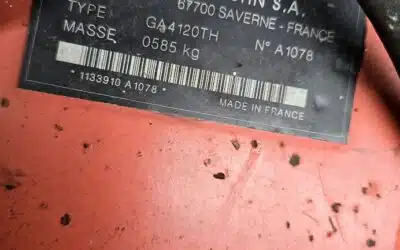 S.A.
67700 SAVERNE - FRANCE
TYPE GA4120TH
MASSE 0585 kg N° A1078
*1133910 A1078*
MADE IN FRANCE